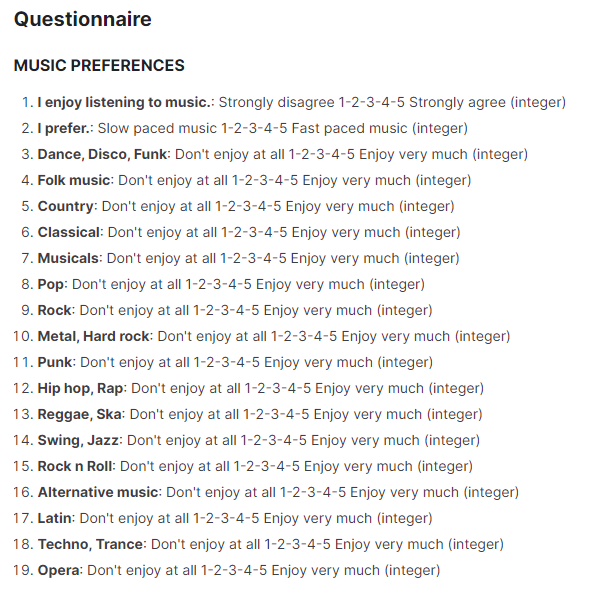 Questionnaire
MUSIC PREFERENCES
1. I enjoy listening to music.: Strongly disagree 1-2-3-4-5 Strongly agree (integer)
2. I prefer.: Slow paced music 1-2-3-4-5 Fast paced music (integer)
3. Dance, Disco, Funk: Don't enjoy at all 1-2-3-4-5 Enjoy very much (integer)
4. Folk music: Don't enjoy at all 1-2-3-4-5 Enjoy very much (integer)
5. Country: Don't enjoy at all 1-2-3-4-5 Enjoy very much (integer)
6. Classical: Don't enjoy at all 1-2-3-4-5 Enjoy very much (integer)
7. Musicals: Don't enjoy at all 1-2-3-4-5 Enjoy very much (integer)
8. Pop: Don't enjoy at all 1-2-3-4-5 Enjoy very much (integer)
9. Rock: Don't enjoy at all 1-2-3-4-5 Enjoy very much (integer)
10. Metal, Hard rock: Don't enjoy at all 1-2-3-4-5 Enjoy very much (integer)
11. Punk: Don't enjoy at all 1-2-3-4-5 Enjoy very much (integer)
12. Hip hop, Rap: Don't enjoy at all 1-2-3-4-5 Enjoy very much (integer)
13. Reggae, Ska: Don't enjoy at all 1-2-3-4-5 Enjoy very much (integer)
14. Swing, Jazz: Don't enjoy at all 1-2-3-4-5 Enjoy very much (integer)
15. Rock n Roll: Don't enjoy at all 1-2-3-4-5 Enjoy very much (integer)
16. Alternative music: Don't enjoy at all 1-2-3-4-5 Enjoy very much (integer)
17. Latin: Don't enjoy at all 1-2-3-4-5 Enjoy very much (integer)
18. Techno, Trance: Don't enjoy at all 1-2-3-4-5 Enjoy very much (integer)
19. Opera: Don't enjoy at all 1-2-3-4-5 Enjoy very much (integer)